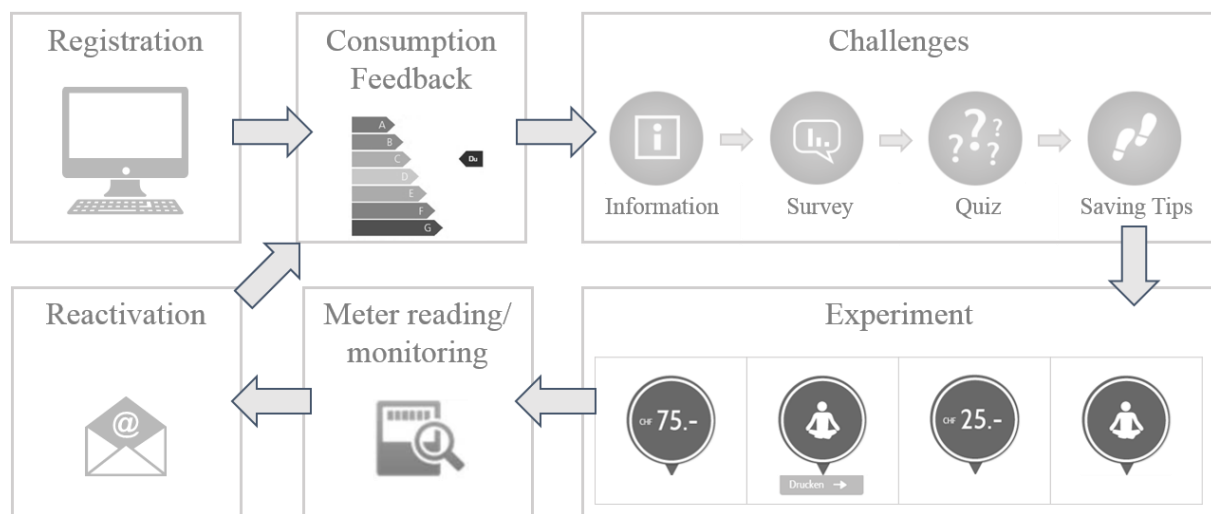 Registration
Consumption
Feedback
A
B
C
D
E
F
G
Du
Challenges
i
? ? ? ? ?
Information
Survey
Quiz
Saving Tips
Reactivation
@
Meter reading/
monitoring
Experiment
CHF 75.-
Drucken
CHF 25.-